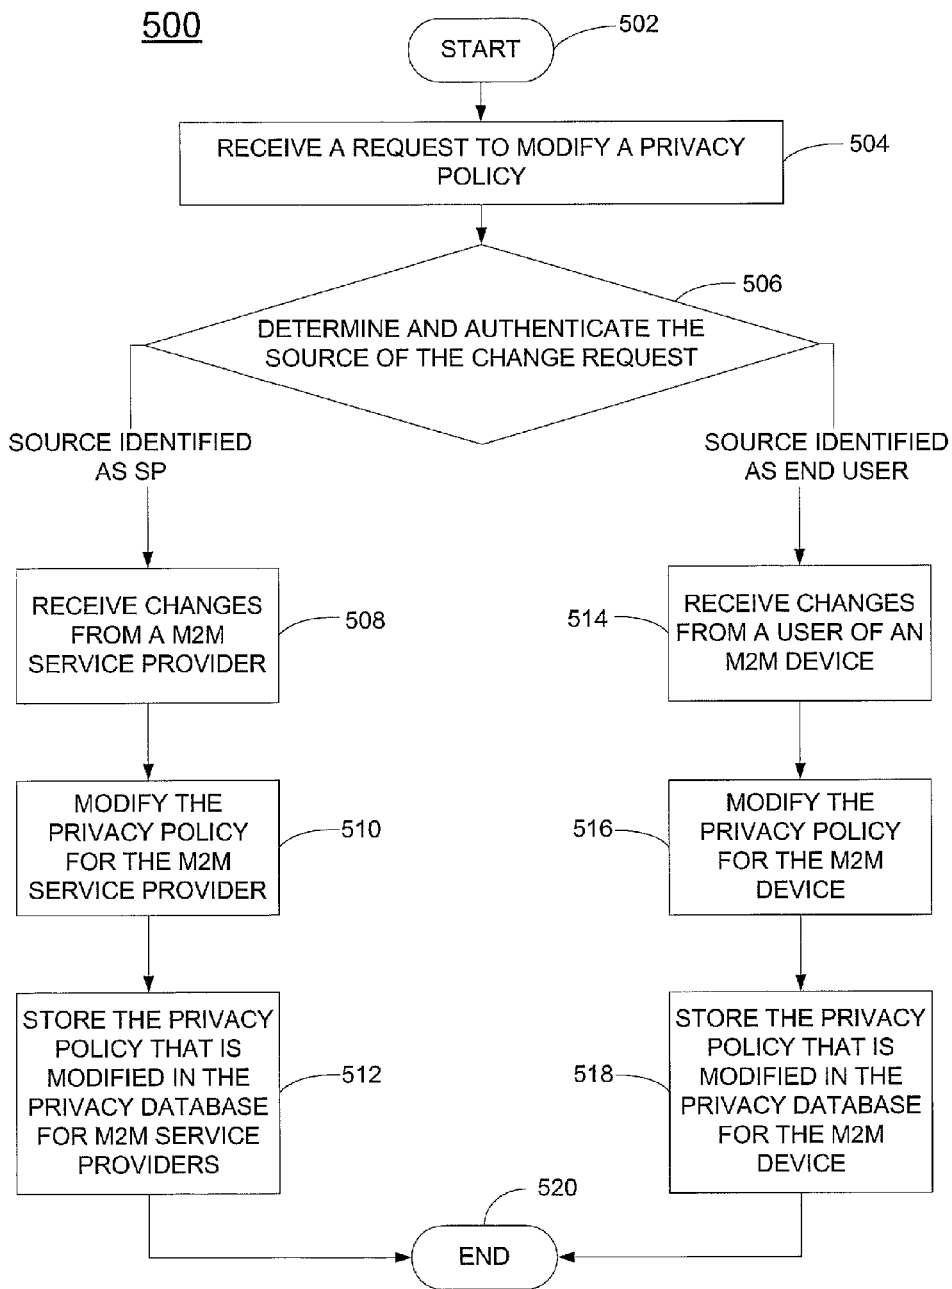 500
START
502
RECEIVE A REQUEST TO MODIFY A PRIVACY
POLICY
504
506
DETERMINE AND AUTHENTICATE THE
SOURCE OF THE CHANGE REQUEST
SOURCE IDENTIFIED
AS SP
SOURCE IDENTIFIED
AS END USER
RECEIVE CHANGES
FROM A M2M
SERVICE PROVIDER
508
514
RECEIVE CHANGES
FROM A USER OF AN
M2M DEVICE
MODIFY THE
PRIVACY POLICY
FOR THE M2M
SERVICE PROVIDER
510
516
MODIFY THE
PRIVACY POLICY
FOR THE M2M
DEVICE
STORE THE PRIVACY
POLICY THAT IS
MODIFIED IN THE
PRIVACY DATABASE
FOR M2M SERVICE
PROVIDERS
512
518
STORE THE PRIVACY
POLICY THAT IS
MODIFIED IN THE
PRIVACY DATABASE
FOR THE M2M
DEVICE
520
END